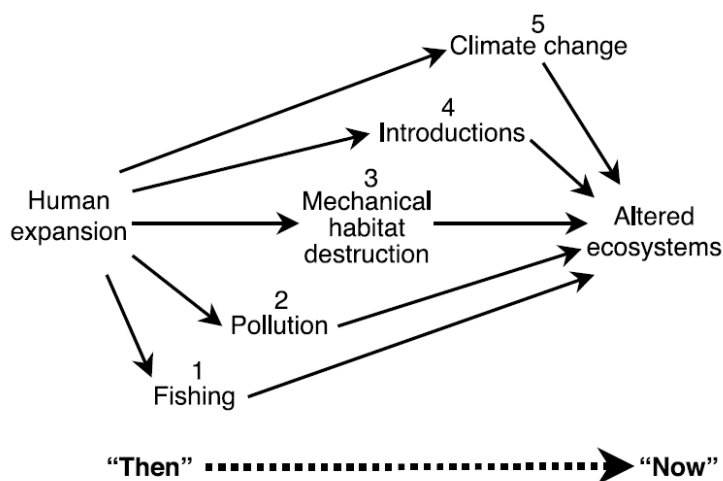 5
Climate change
4
Introductions
3
Mechanical
habitat
destruction
Human
expansion
Altered
ecosystems
2
Pollution
1
Fishing
“Then”
“Now”